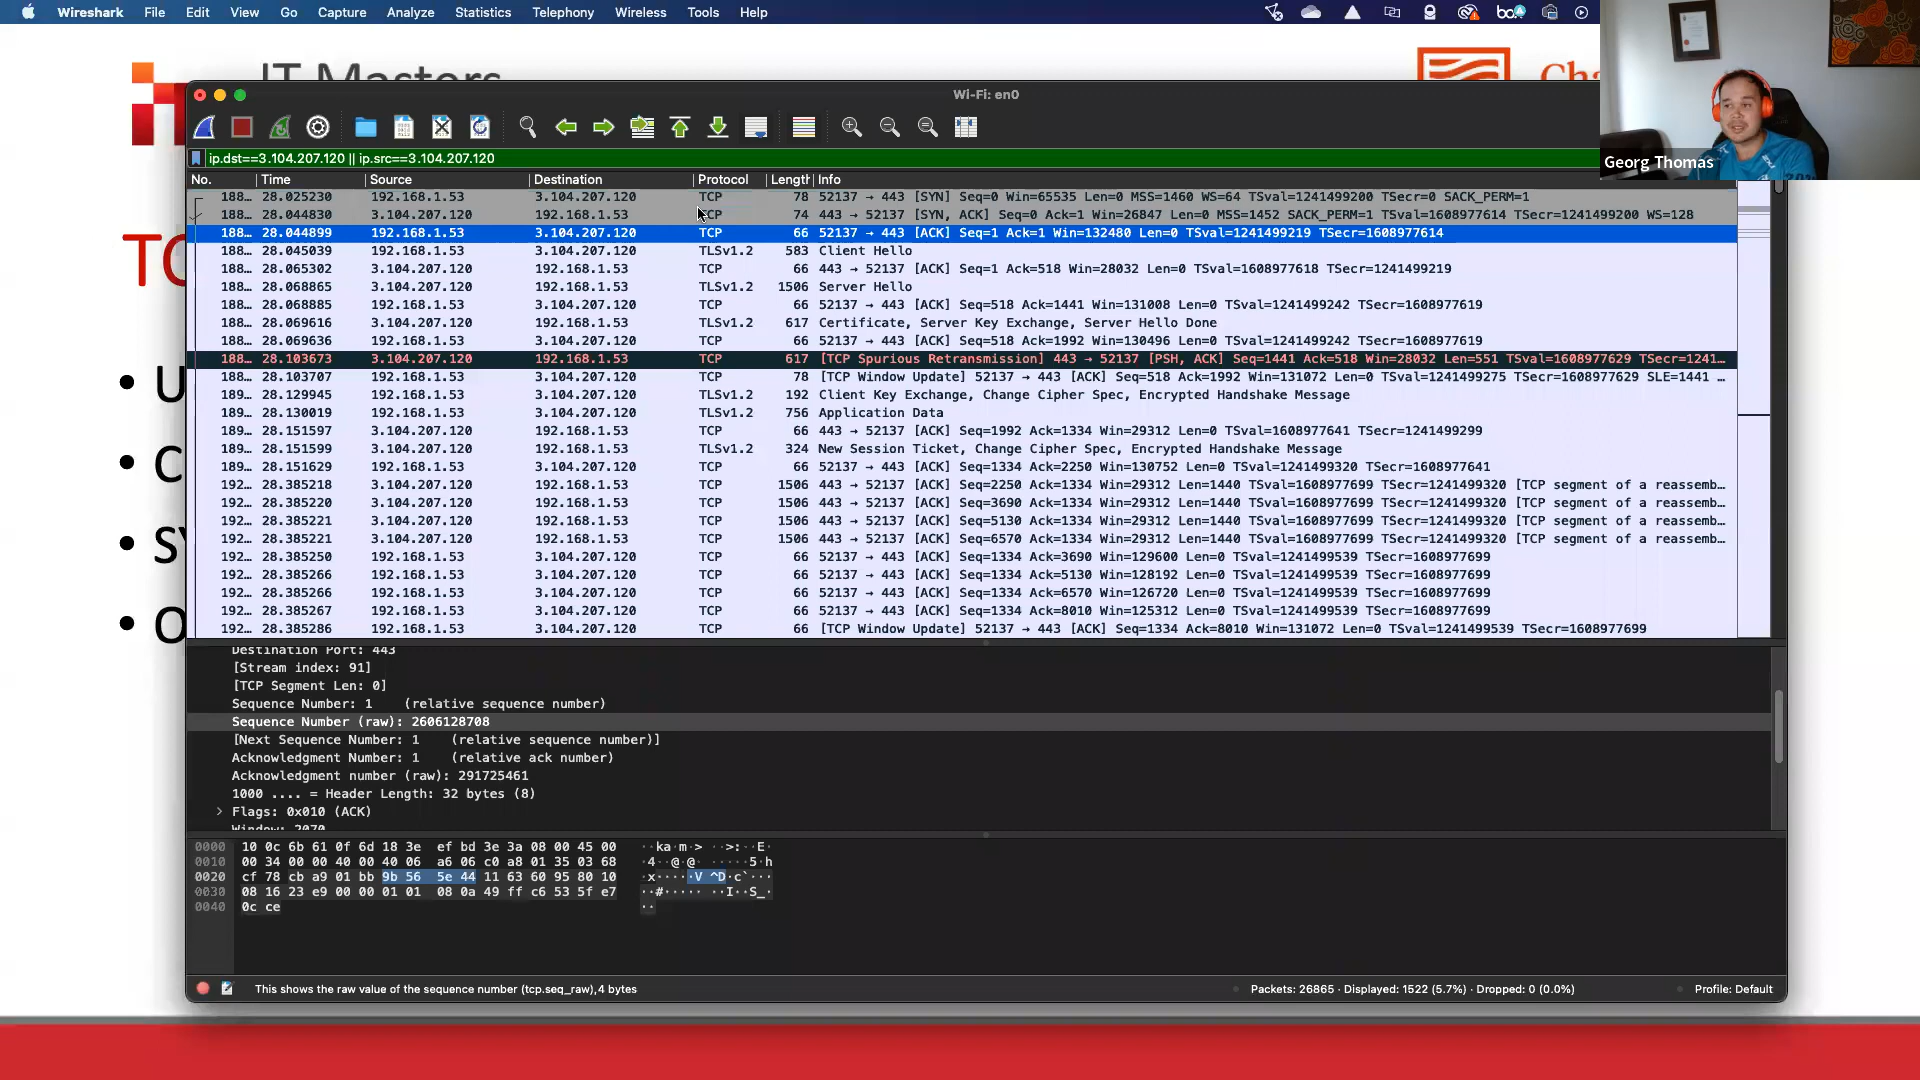 Wireshark File Edit View Go Capture Analyze Statistics Telephony Wireless Tools Help
IT Masters
Cha
TC
• U
• C
• SY
• O
Georg Thomas
Wi-Fi: en0
ip.dst==3.104.207.120 || ip.src==3.104.207.120
No. Time Source Destination Protocol Length Info
188… 28.025230 192.168.1.53 3.104.207.120 TCP 78 52137 → 443 [SYN] Seq=0 Win=65535 Len=0 MSS=1460 WS=64 TSval=1241499200 TSecr=0 SACK_PERM=1
188… 28.044830 3.104.207.120 192.168.1.53 TCP 74 443 → 52137 [SYN, ACK] Seq=0 Ack=1 Win=26847 Len=0 MSS=1452 SACK_PERM=1 TSval=1608977614 TSecr=1241499200 WS=128
188… 28.044899 192.168.1.53 3.104.207.120 TCP 66 52137 → 443 [ACK] Seq=1 Ack=1 Win=132480 Len=0 TSval=1241499219 TSecr=1608977614
188… 28.045039 192.168.1.53 3.104.207.120 TLSv1.2 583 Client Hello
188… 28.065302 3.104.207.120 192.168.1.53 TCP 66 443 → 52137 [ACK] Seq=1 Ack=518 Win=28032 Len=0 TSval=1608977618 TSecr=1241499219
188… 28.068865 3.104.207.120 192.168.1.53 TLSv1.2 1506 Server Hello
188… 28.068885 192.168.1.53 3.104.207.120 TCP 66 52137 → 443 [ACK] Seq=518 Ack=1441 Win=131008 Len=0 TSval=1241499242 TSecr=1608977619
188… 28.069616 3.104.207.120 192.168.1.53 TLSv1.2 617 Certificate, Server Key Exchange, Server Hello Done
188… 28.069636 192.168.1.53 3.104.207.120 TCP 66 52137 → 443 [ACK] Seq=518 Ack=1992 Win=130496 Len=0 TSval=1241499242 TSecr=1608977619
188… 28.103673 3.104.207.120 192.168.1.53 TCP 617 [TCP Spurious Retransmission] 443 → 52137 [PSH, ACK] Seq=1441 Ack=518 Win=28032 Len=551 TSval=1608977629 TSecr=1241…
188… 28.103707 192.168.1.53 3.104.207.120 TCP 78 [TCP Window Update] 52137 → 443 [ACK] Seq=518 Ack=1992 Win=131072 Len=0 TSval=1241499275 TSecr=1608977629 SLE=1441 …
188… 28.129945 192.168.1.53 3.104.207.120 TLSv1.2 192 Client Key Exchange, Change Cipher Spec, Encrypted Handshake Message
189… 28.130019 192.168.1.53 3.104.207.120 TLSv1.2 756 Application Data
189… 28.151597 3.104.207.120 192.168.1.53 TCP 66 443 → 52137 [ACK] Seq=1992 Ack=1334 Win=29312 Len=0 TSval=1608977641 TSecr=1241499299
189… 28.151599 3.104.207.120 192.168.1.53 TLSv1.2 324 New Session Ticket, Change Cipher Spec, Encrypted Handshake Message
189… 28.151629 192.168.1.53 3.104.207.120 TCP 66 52137 → 443 [ACK] Seq=1334 Ack=2250 Win=130752 Len=0 TSval=1241499320 TSecr=1608977641
192… 28.385218 3.104.207.120 192.168.1.53 TCP 1506 443 → 52137 [ACK] Seq=2250 Ack=1334 Win=29312 Len=1440 TSval=1608977699 TSecr=1241499320 [TCP segment of a reassemb…
192… 28.385220 3.104.207.120 192.168.1.53 TCP 1506 443 → 52137 [ACK] Seq=3690 Ack=1334 Win=29312 Len=1440 TSval=1608977699 TSecr=1241499320 [TCP segment of a reassemb…
192… 28.385221 3.104.207.120 192.168.1.53 TCP 1506 443 → 52137 [ACK] Seq=5130 Ack=1334 Win=29312 Len=1440 TSval=1608977699 TSecr=1241499320 [TCP segment of a reassemb…
192… 28.385221 3.104.207.120 192.168.1.53 TCP 1506 443 → 52137 [ACK] Seq=6570 Ack=1334 Win=29312 Len=1440 TSval=1608977699 TSecr=1241499320 [TCP segment of a reassemb…
192… 28.385250 192.168.1.53 3.104.207.120 TCP 66 52137 → 443 [ACK] Seq=1334 Ack=3690 Win=129600 Len=0 TSval=1241499539 TSecr=1608977699
192… 28.385266 192.168.1.53 3.104.207.120 TCP 66 52137 → 443 [ACK] Seq=1334 Ack=5130 Win=128192 Len=0 TSval=1241499539 TSecr=1608977699
192… 28.385266 192.168.1.53 3.104.207.120 TCP 66 52137 → 443 [ACK] Seq=1334 Ack=6570 Win=126720 Len=0 TSval=1241499539 TSecr=1608977699
192… 28.385267 192.168.1.53 3.104.207.120 TCP 66 52137 → 443 [ACK] Seq=1334 Ack=8010 Win=125312 Len=0 TSval=1241499539 TSecr=1608977699
192… 28.385286 192.168.1.53 3.104.207.120 TCP 66 [TCP Window Update] 52137 → 443 [ACK] Seq=1334 Ack=8010 Win=131072 Len=0 TSval=1241499539 TSecr=1608977699
Destination Port: 443
[Stream index: 91]
[TCP Segment Len: 0]
Sequence Number: 1 (relative sequence number)
Sequence Number (raw): 2606128708
[Next Sequence Number: 1 (relative sequence number)]
Acknowledgment Number: 1 (relative ack number)
Acknowledgment number (raw): 291725461
1000 .... = Header Length: 32 bytes (8)
Flags: 0x010 (ACK)
Window: 2070
0000 10 0c 6b 61 0f 6d 18 3e ef bd 3e 3a 08 00 45 00 ··ka·m·> ··>:··E·
0010 00 34 00 00 40 00 40 06 a6 06 c0 a8 01 35 03 68 ·4··@·@· ·····5·h
0020 cf 78 cb a9 01 bb 9b 56 5e 44 11 63 60 95 80 10 ·x·····V ^D·c`···
0030 08 16 23 e9 00 00 01 01 08 0a 49 ff c6 53 5f e7 ··#····· ··I··S_·
0040 0c ce ··
This shows the raw value of the sequence number (tcp.seq_raw), 4 bytes
Packets: 26865 · Displayed: 1522 (5.7%) · Dropped: 0 (0.0%)
Profile: Default